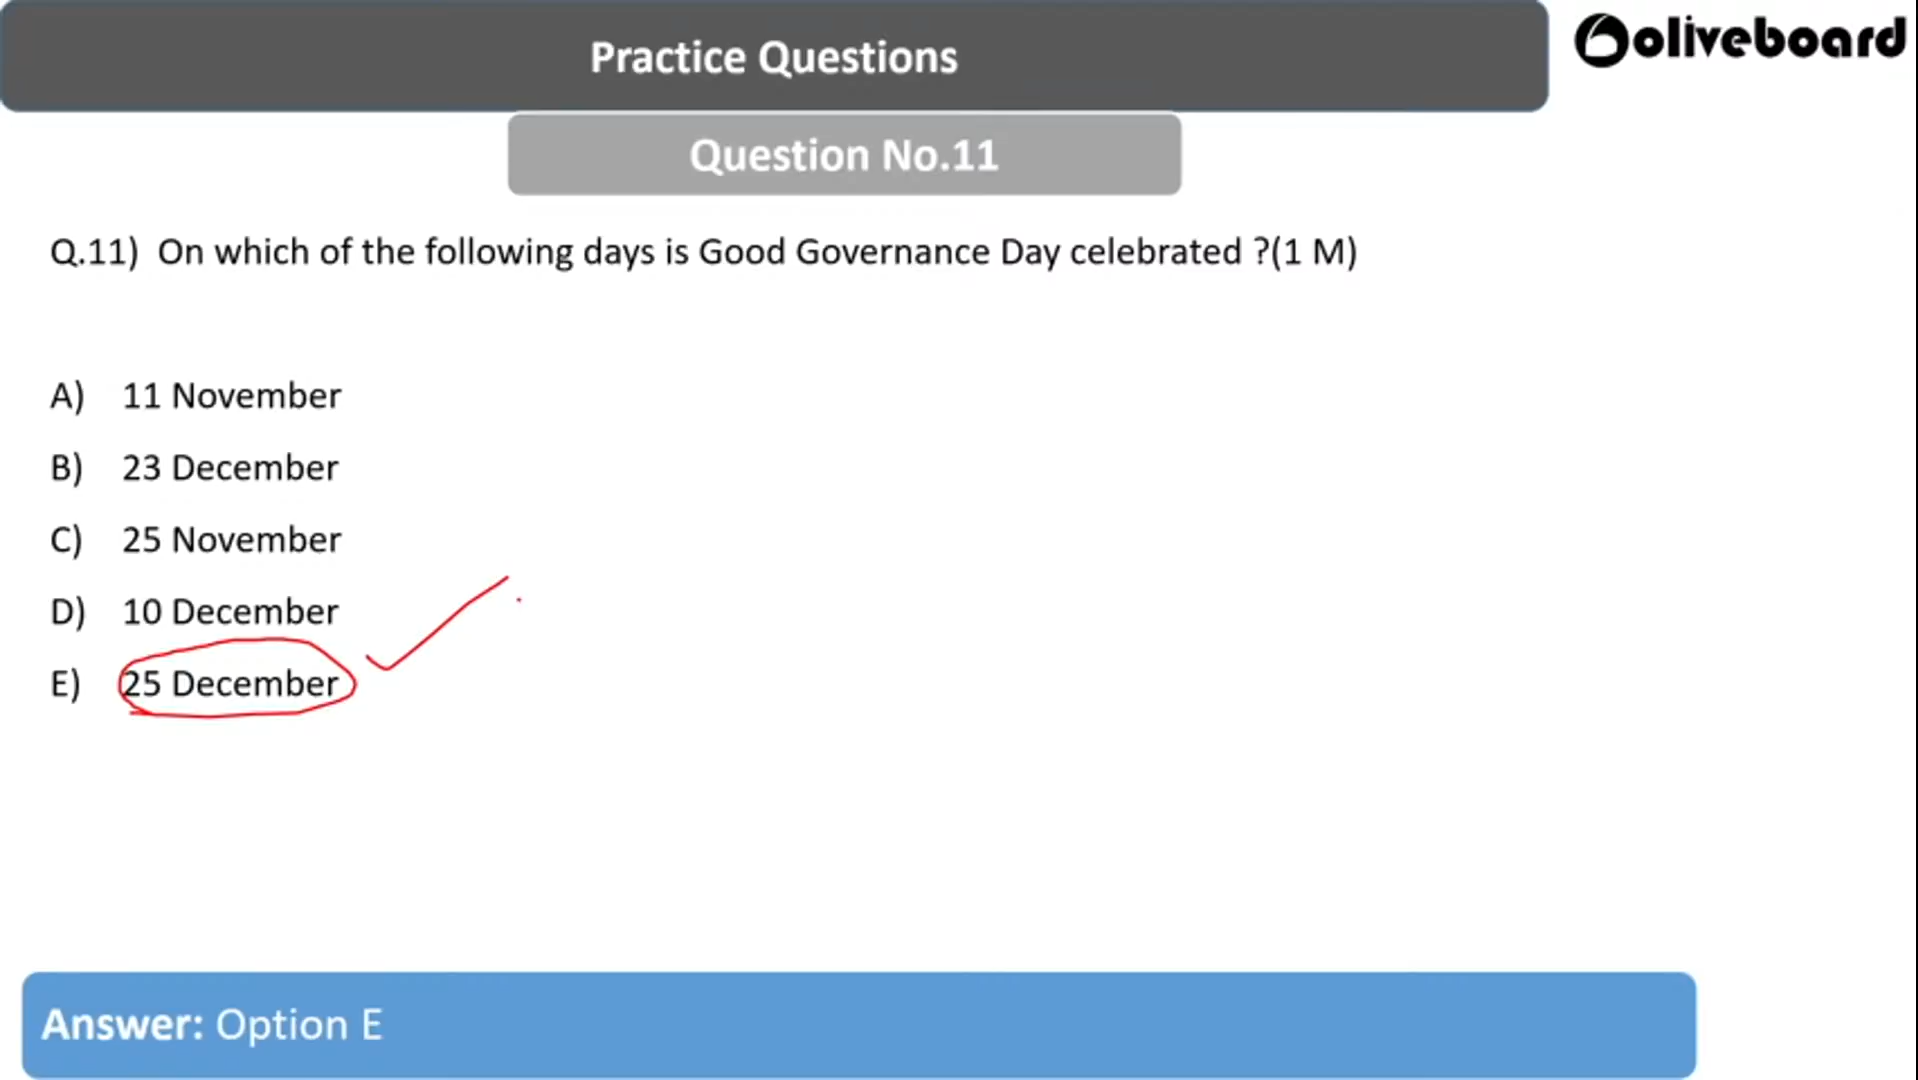 Practice Questions
oliveboard
Question No.11
Q.11) On which of the following days is Good Governance Day celebrated ?(1 M)
A) 11 November
B) 23 December
C) 25 November
D) 10 December
E) 25 December
Answer: Option E